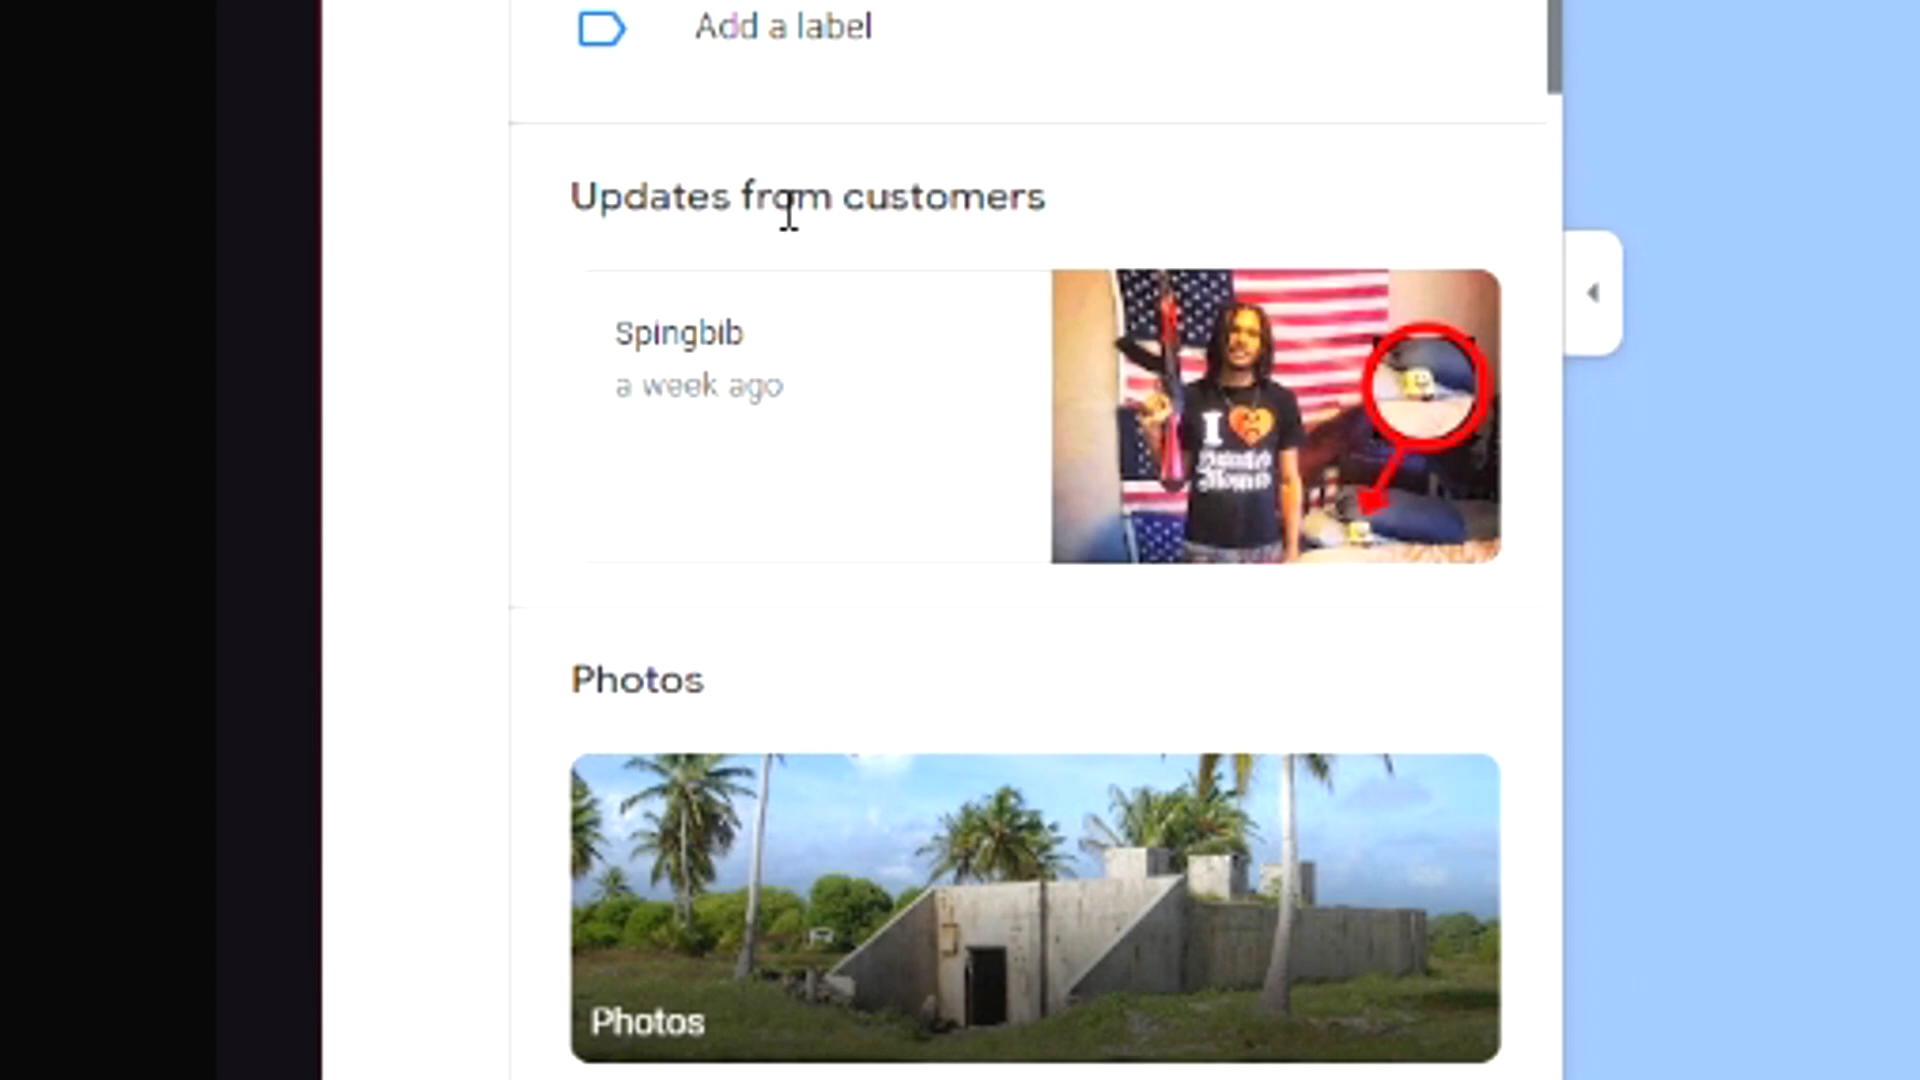 Add a label
Updates from customers
Spingbib
a week ago
I
Photos
Photos